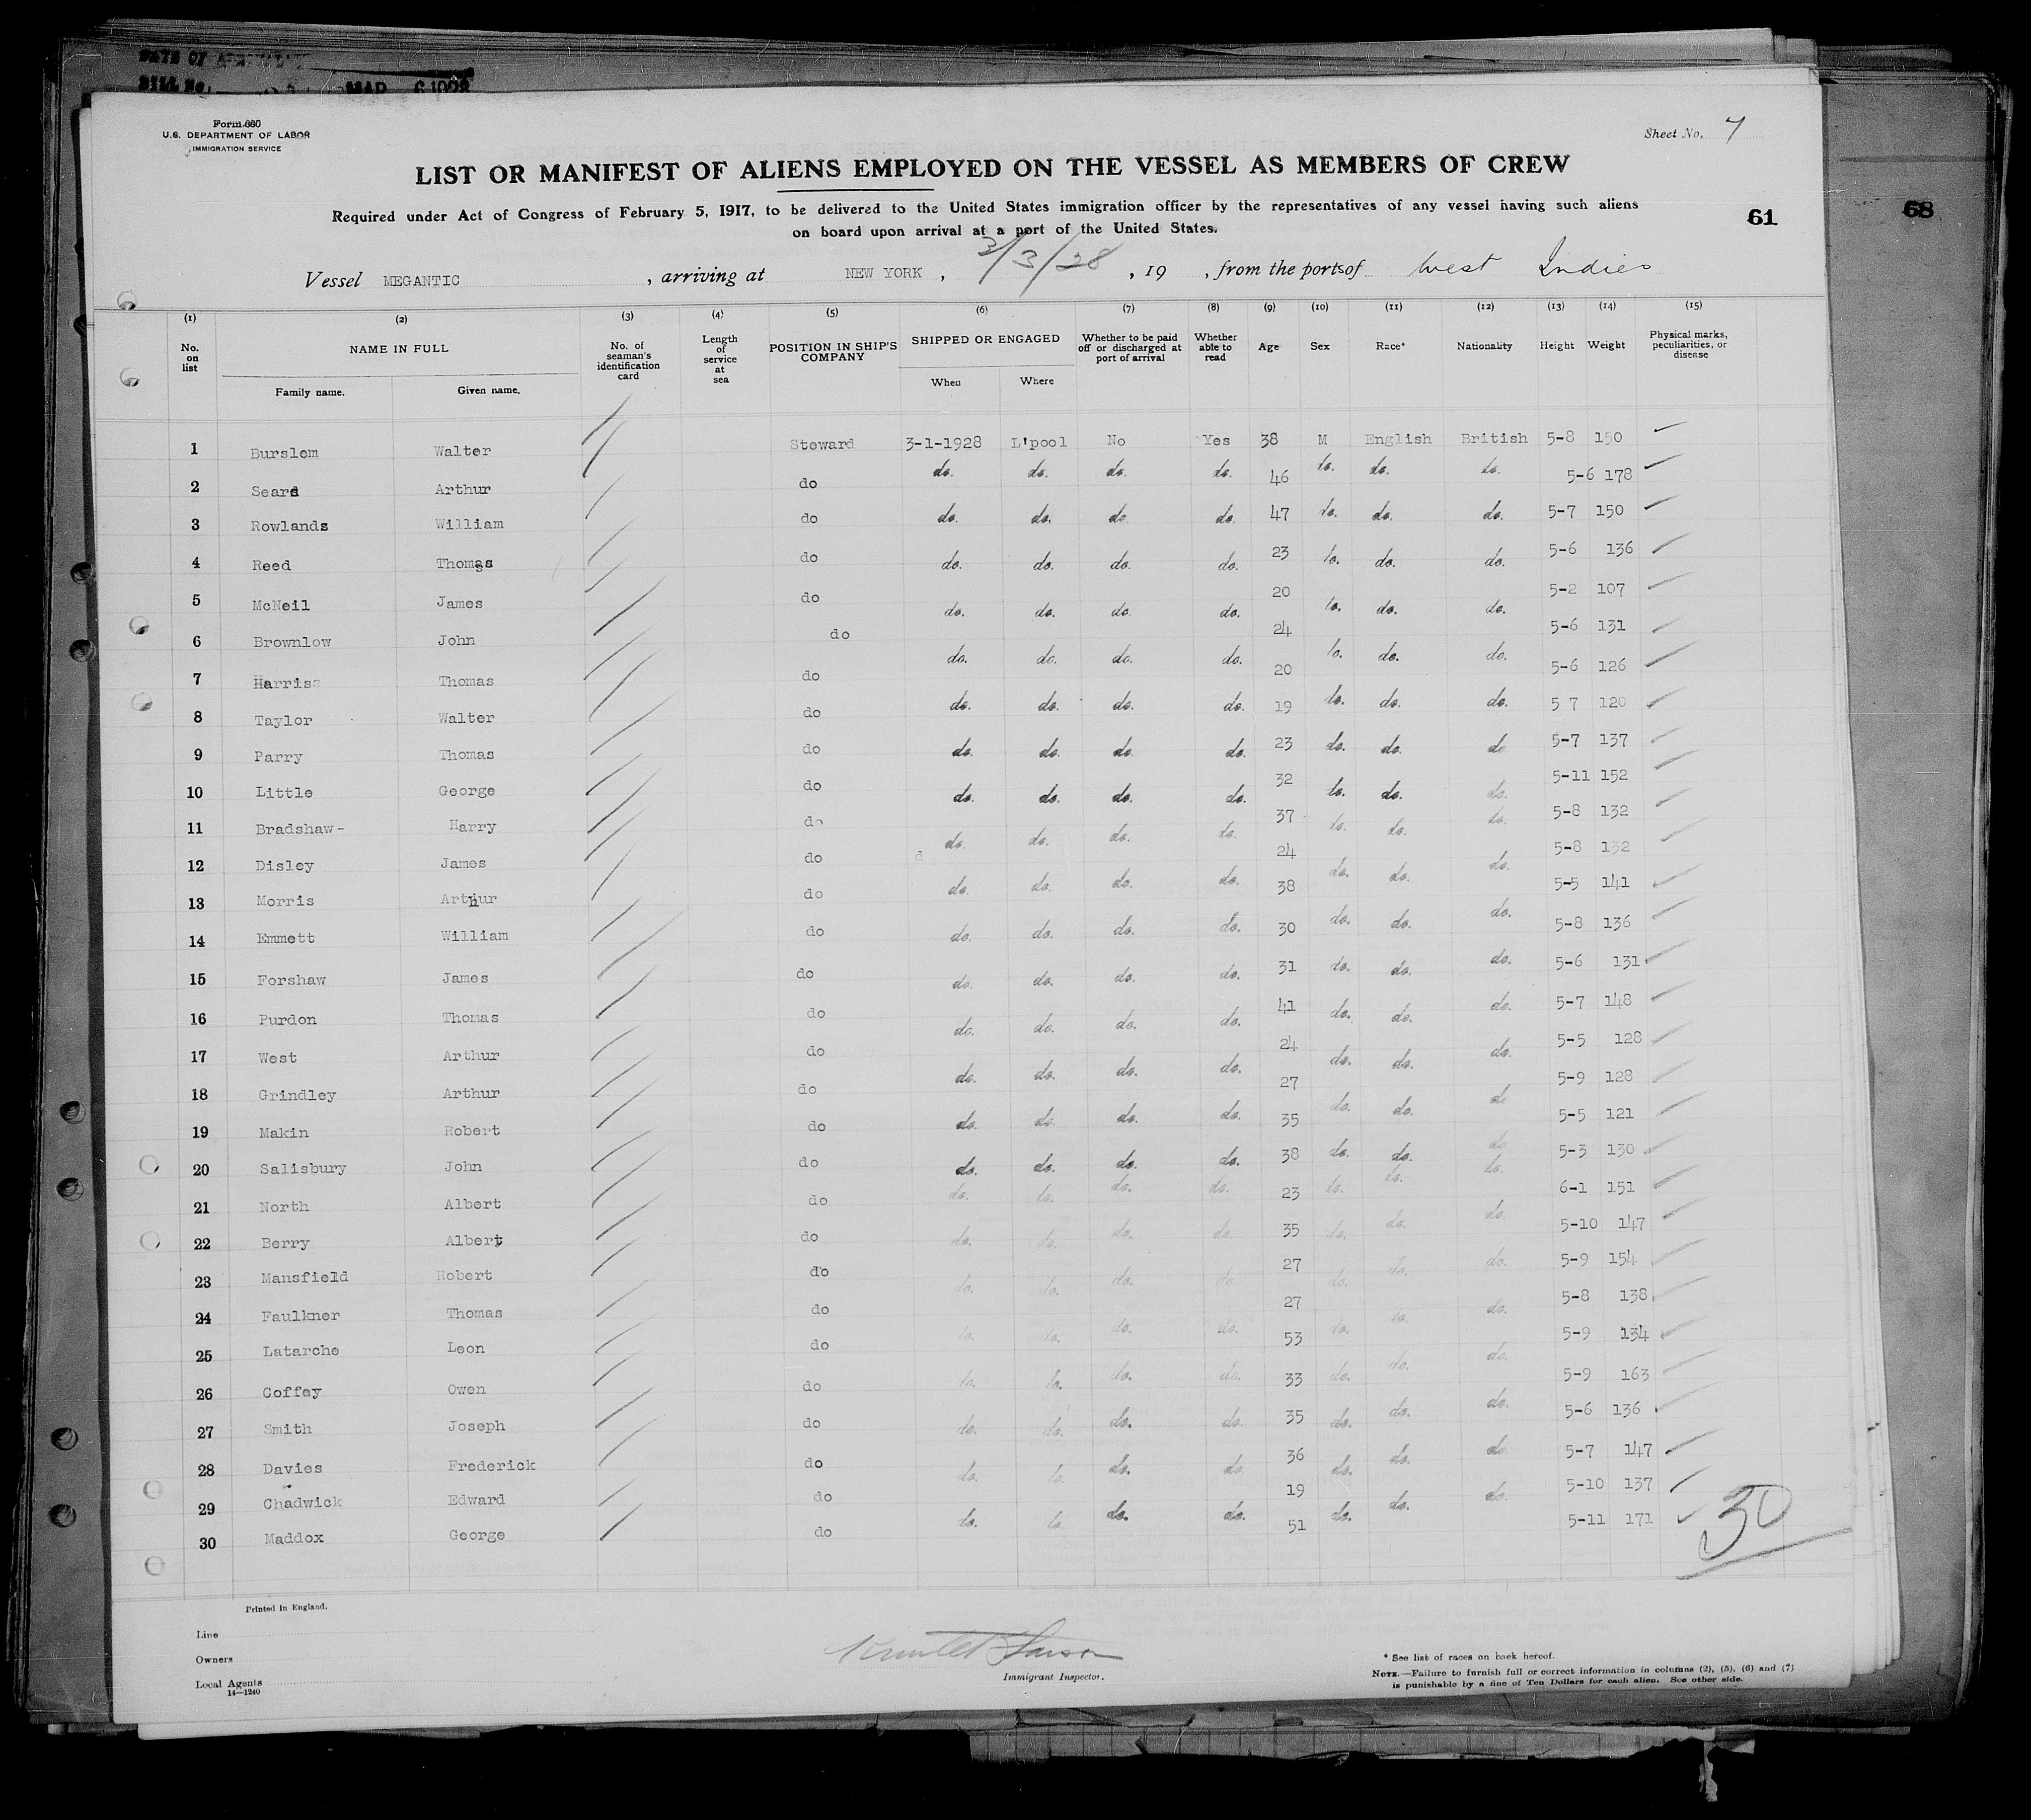 MAR 6 1928
Form 680
U.S. DEPARTMENT OF LABOR
IMMIGRATION SERVICE
Sheet No. 7
LIST OR MANIFEST OF ALIENS EMPLOYED ON THE VESSEL AS MEMBERS OF CREW
Required under Act of Congress of February 5, 1917, to be delivered to the United States immigration officer by the representatives of any vessel having such aliens
on board upon arrival at a port of the United States.
61
68
Vessel MEGANTIC , arriving at NEW YORK , 3/3/28 , 19 , from the ports of West Indies
(1) (2) (3) (4) (5) (6) (7) (8) (9) (10) (11) (12) (13) (14) (15)
No. on list NAME IN FULL Family name. Given name. No. of seaman's identification card Length of service at sea POSITION IN SHIP'S COMPANY SHIPPED OR ENGAGED When Where Whether to be paid off or discharged at port of arrival Whether able to read Age Sex Race* Nationality Height Weight Physical marks, peculiarities, or disease
1 Burslem Walter Steward 3-1-1928 L'pool No Yes 38 M English British 5-8 150
2 Seard Arthur do do. do. do. do. 46 do. do. do. 5-6 178
3 Rowlands William do do. do. do. do. 47 do. do. do. 5-7 150
4 Reed Thomas do do. do. do. do. 23 do. do. do. 5-6 136
5 McNeil James do do. do. do. do. 20 do. do. do. 5-2 107
6 Brownlow John do do. do. do. do. 24 do. do. do. 5-6 131
7 Harriss Thomas do do. do. do. do. 20 do. do. do. 5-6 126
8 Taylor Walter do do. do. do. do. 19 do. do. do. 5 7 120
9 Parry Thomas do do. do. do. do. 23 do. do. do 5-7 137
10 Little George do do. do. do. do. 32 do. do. do. 5-11 152
11 Bradshaw- Harry do do. do. do. do. 37 do. do. do. 5-8 132
12 Disley James do d do. do. do. do. 24 do. do. do. 5-8 132
13 Morris Arthur do do. do. do. do. 38 do. do. do. 5-5 141
14 Emmett William do do. do. do. do. 30 do. do. do. 5-8 136
15 Forshaw James do do. do. do. do. 31 do. do. do. 5-6 131
16 Purdon Thomas do do. do. do. do. 41 do. do. do. 5-7 148
17 West Arthur do do. do. do. do. 24 do. do. do. 5-5 128
18 Grindley Arthur do do. do. do. do. 27 do. do. do 5-9 128
19 Makin Robert do do. do. do. do. 35 do. do. do. 5-5 121
20 Salisbury John do do. do. do. do. 38 do. do. do. 5-3 130
21 North Albert do do. do. do. do. 23 do. do. do. 6-1 151
22 Berry Albert do do. do. do. do. 35 do. do. do. 5-10 147
23 Mansfield Robert do do. do. do. do. 27 do. do. do. 5-9 154
24 Faulkner Thomas do do. do. do. do. 27 do. do. do. 5-8 138
25 Latarche Leon do do. do. do. do. 53 do. do. do. 5-9 134
26 Coffey Owen do do. do. do. do. 33 do. do. do. 5-9 163
27 Smith Joseph do do. do. do. do. 35 do. do. do. 5-6 136
28 Davies Frederick do do. do. do. do. 36 do. do. do. 5-7 147
29 Chadwick Edward do do. do. do. do. 19 do. do. do. 5-10 137
30 Maddox George do 51 5-11 171
30
Printed in England.
Line
Owners
Local Agents
14—1240
Immigrant Inspector.
* See list of races on back hereof.
NOTE.—Failure to furnish full or correct information in columns (2), (5), (6) and (7)
is punishable by a fine of Ten Dollars for each alien. See other side.